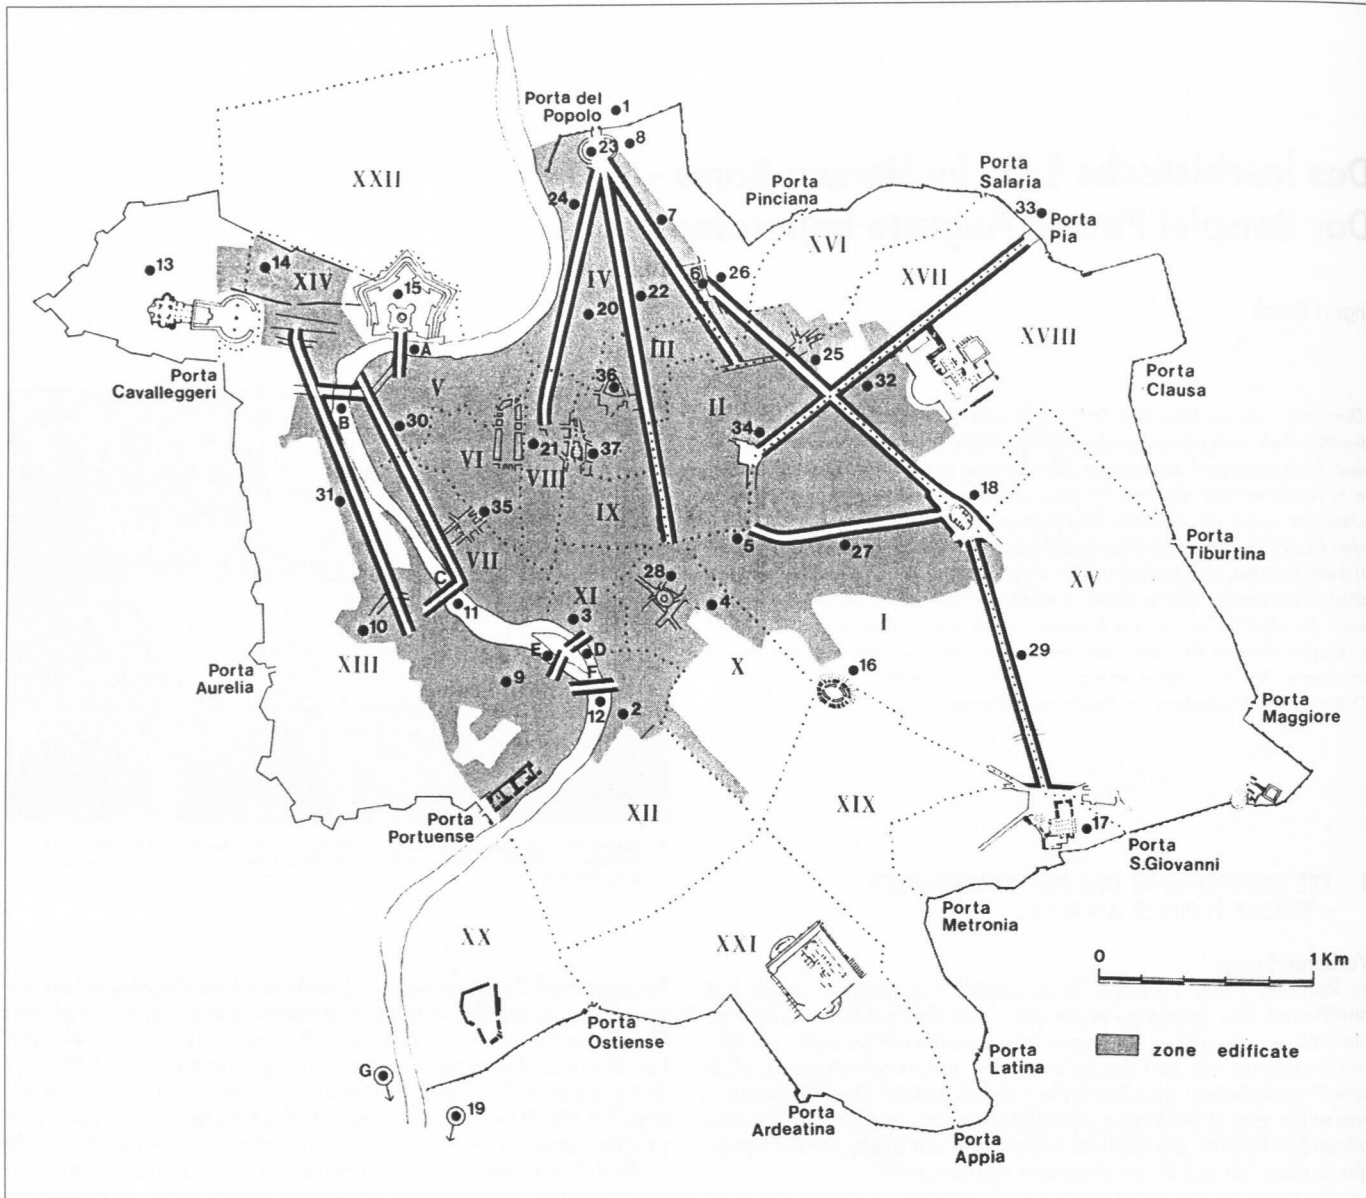 Porta del
Popolo
1
8
23
XXII
24
Porta
Pinciana
7
Porta
Salaria
33
Porta
Pia
XVI
XVII
13
14
XIV
15
IV
6
26
22
20
XVIII
III
A
25
Porta
Cavalleggeri
36
32
Porta
Clausa
V
B
II
30
34
21
37
VI
VIII
31
35
IX
18
5
27
Porta
Tiburtina
VII
C
28
XV
11
XI
4
3
I
10
E
D
XIII
F
X
16
29
Porta
Aurelia
9
12
2
Porta
Maggiore
XIX
XII
17
Porta
Portuense
Porta
S.Giovanni
Porta
Metronia
XX
XXI
0 1 Km
Porta
Ostiense
zone edificate
Porta
Latina
G
19
Porta
Ardeatina
Porta
Appia